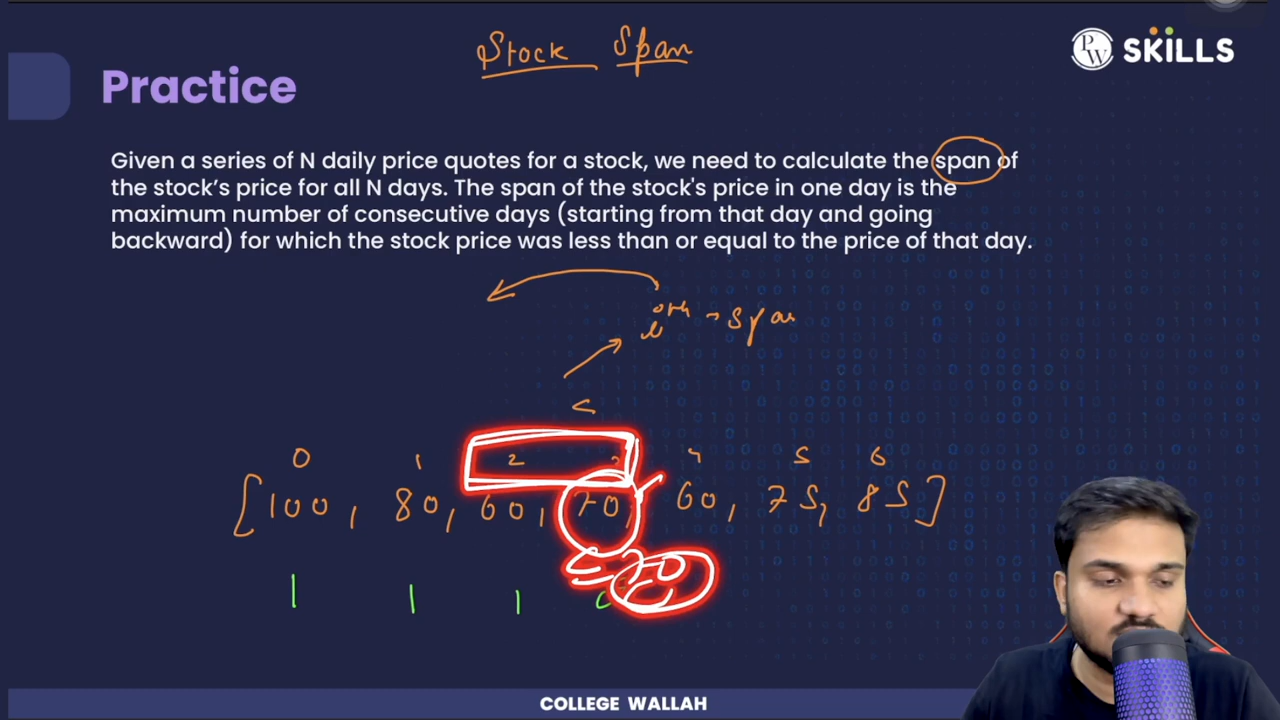 Stock Span
PW SKILLS
Practice
Given a series of N daily price quotes for a stock, we need to calculate the span of
the stock's price for all N days. The span of the stock's price in one day is the
maximum number of consecutive days (starting from that day and going
backward) for which the stock price was less than or equal to the price of that day.
→ span
<
0 1 2 3 4 5 6
[100, 80, 60, 70, 60, 75, 85]
≤ 70
1 1 1
COLLEGE WALLAH